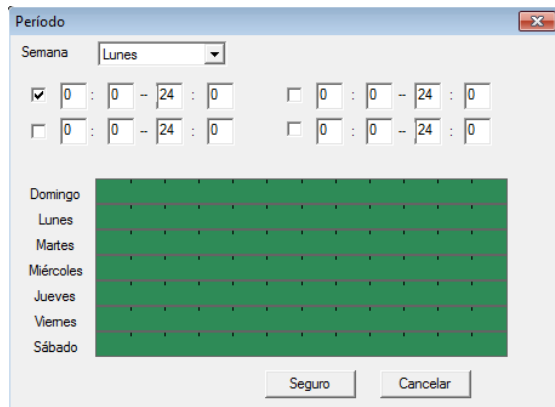 Período
Semana Lunes
0 : 0 -- 24 : 0 0 : 0 -- 24 : 0
0 : 0 -- 24 : 0 0 : 0 -- 24 : 0
Domingo
Lunes
Martes
Miércoles
Jueves
Viernes
Sábado
Seguro Cancelar